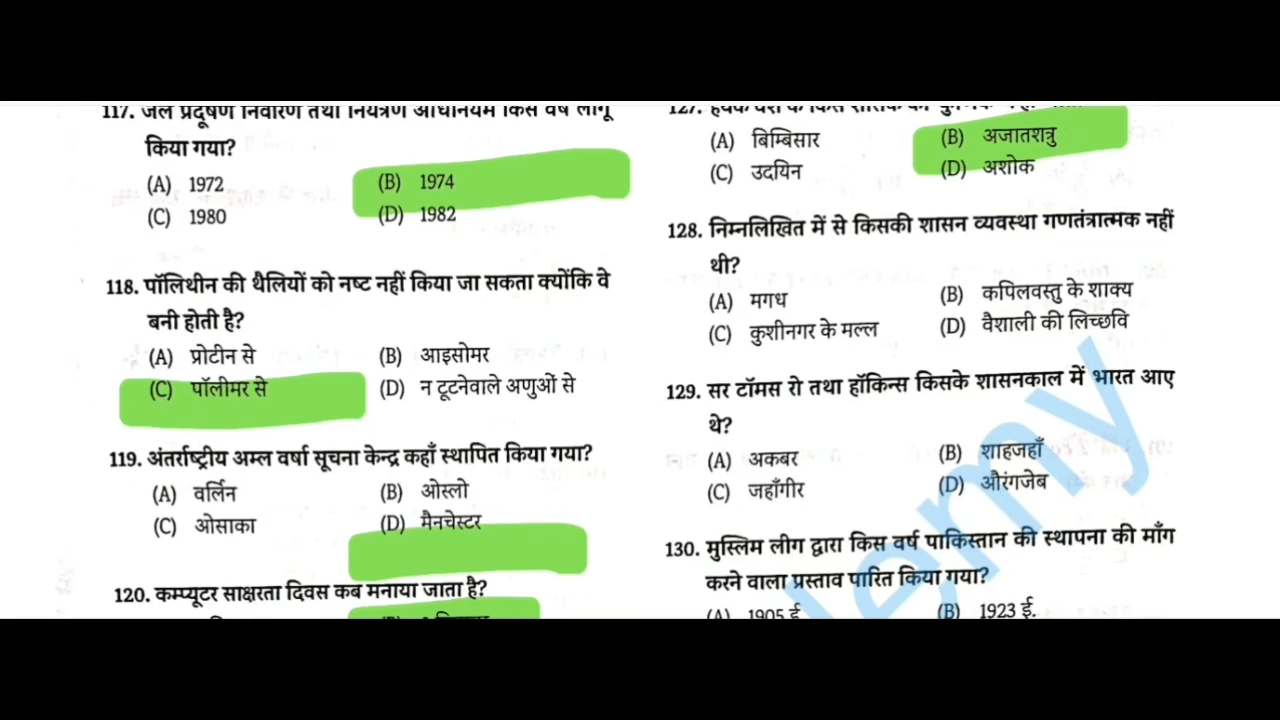 117. जल प्रदूषण निवारण तथा नियंत्रण अधिनियम किस वर्ष लागू
किया गया?
(A) 1972 (B) 1974
(C) 1980 (D) 1982
118. पॉलिथीन की थैलियों को नष्ट नहीं किया जा सकता क्योंकि वे
बनी होती है?
(A) प्रोटीन से (B) आइसोमर
(C) पॉलीमर से (D) न टूटनेवाले अणुओं से
119. अंतर्राष्ट्रीय अम्ल वर्षा सूचना केन्द्र कहाँ स्थापित किया गया?
(A) वर्लिन (B) ओस्लो
(C) ओसाका (D) मैनचेस्टर
120. कम्प्यूटर साक्षरता दिवस कब मनाया जाता है?
127.
(A) बिम्बिसार (B) अजातशत्रु
(C) उदयिन (D) अशोक
128. निम्नलिखित में से किसकी शासन व्यवस्था गणतंत्रात्मक नहीं
थी?
(A) मगध (B) कपिलवस्तु के शाक्य
(C) कुशीनगर के मल्ल (D) वैशाली की लिच्छवि
129. सर टॉमस रो तथा हॉकिन्स किसके शासनकाल में भारत आए
थे?
(A) अकबर (B) शाहजहाँ
(C) जहाँगीर (D) औरंगजेब
130. मुस्लिम लीग द्वारा किस वर्ष पाकिस्तान की स्थापना की माँग
करने वाला प्रस्ताव पारित किया गया?
(A) 1905 ई. (B) 1923 ई.